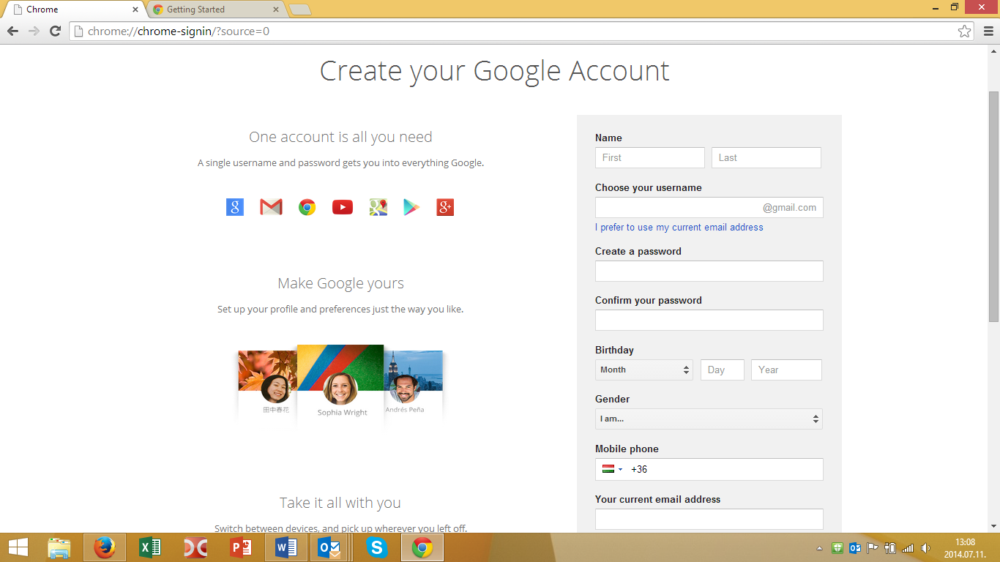 Chrome
Getting Started
chrome://chrome-signin/?source=0
Create your Google Account
One account is all you need
A single username and password gets you into everything Google.
Make Google yours
Set up your profile and preferences just the way you like.
田中春花
Sophia Wright
Andrés Peña
Take it all with you
Switch between devices, and pick up wherever you left off.
Name
First Last
Choose your username
@gmail.com
I prefer to use my current email address
Create a password
Confirm your password
Birthday
Month Day Year
Gender
I am...
Mobile phone
+36
Your current email address
13:08
2014.07.11.